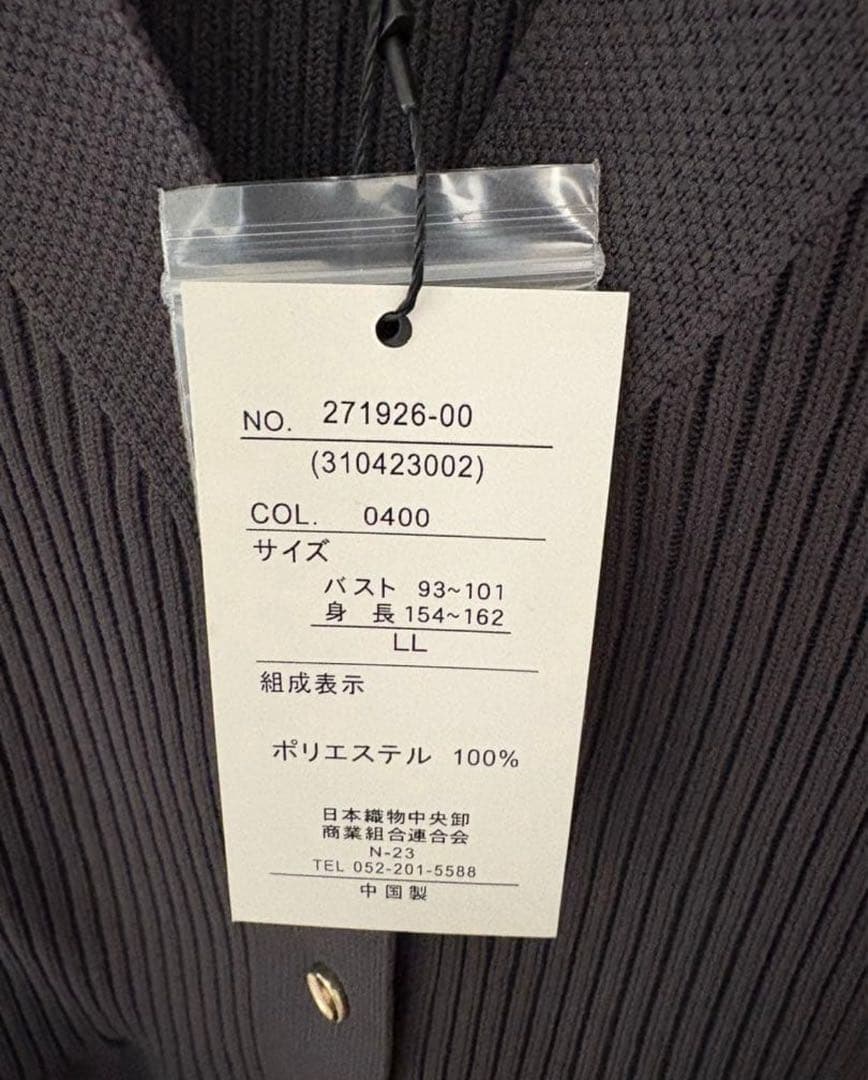 NO. 271926-00
(310423002)
COL. 0400
サイズ
バスト 93~101
身 長 154~162
LL
組成表示
ポリエステル 100%
日本織物中央卸
商業組合連合会
N-23
TEL 052-201-5588
中国製